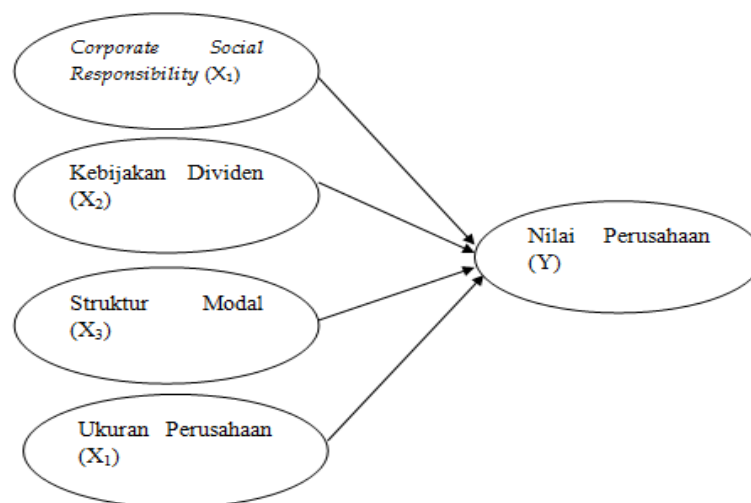 Corporate Social
Responsibility (X₁)
Kebijakan Dividen
(X₂)
Nilai Perusahaan
(Y)
Struktur Modal
(X₃)
Ukuran Perusahaan
(X₁)